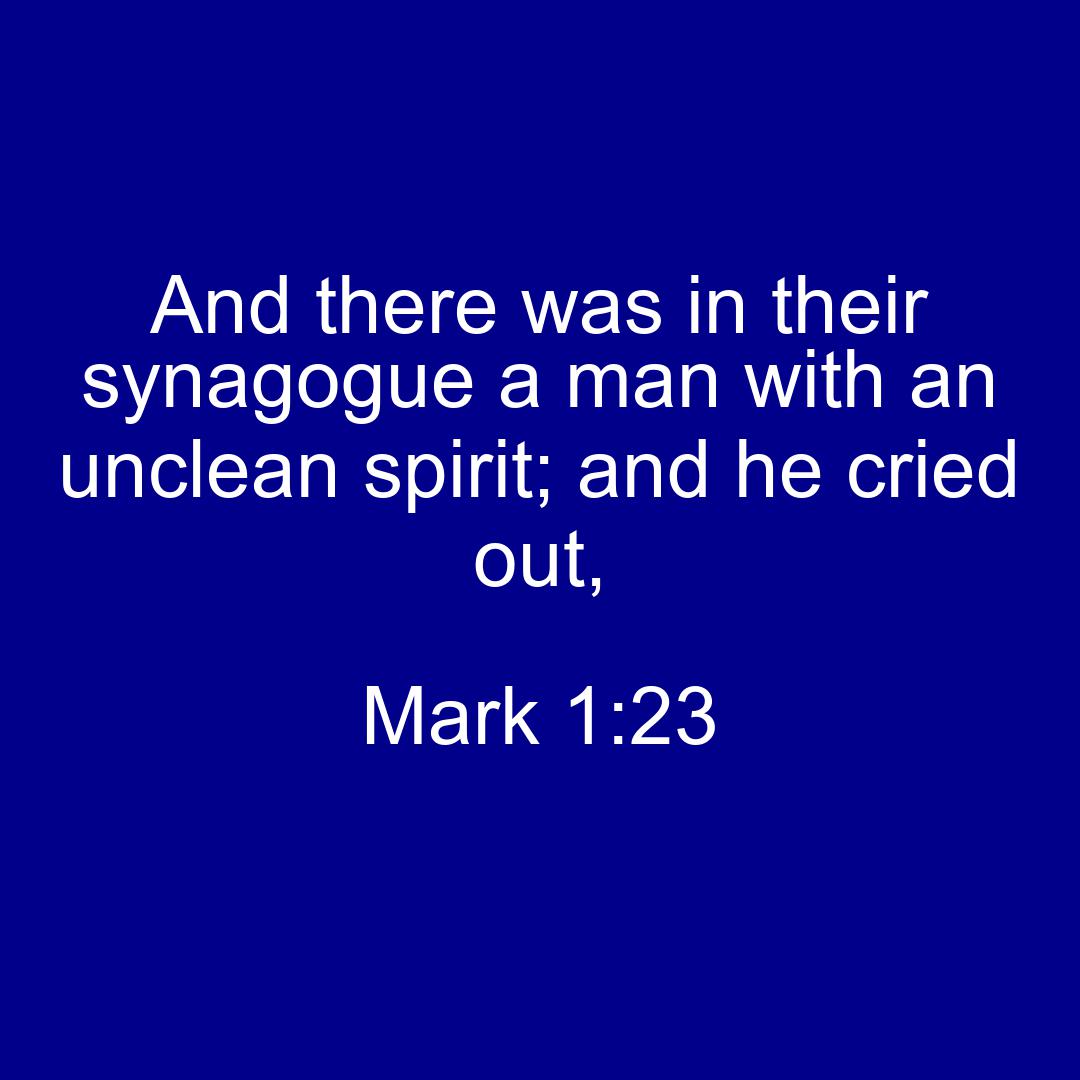 And there was in their
synagogue a man with an
unclean spirit; and he cried
out,
Mark 1:23